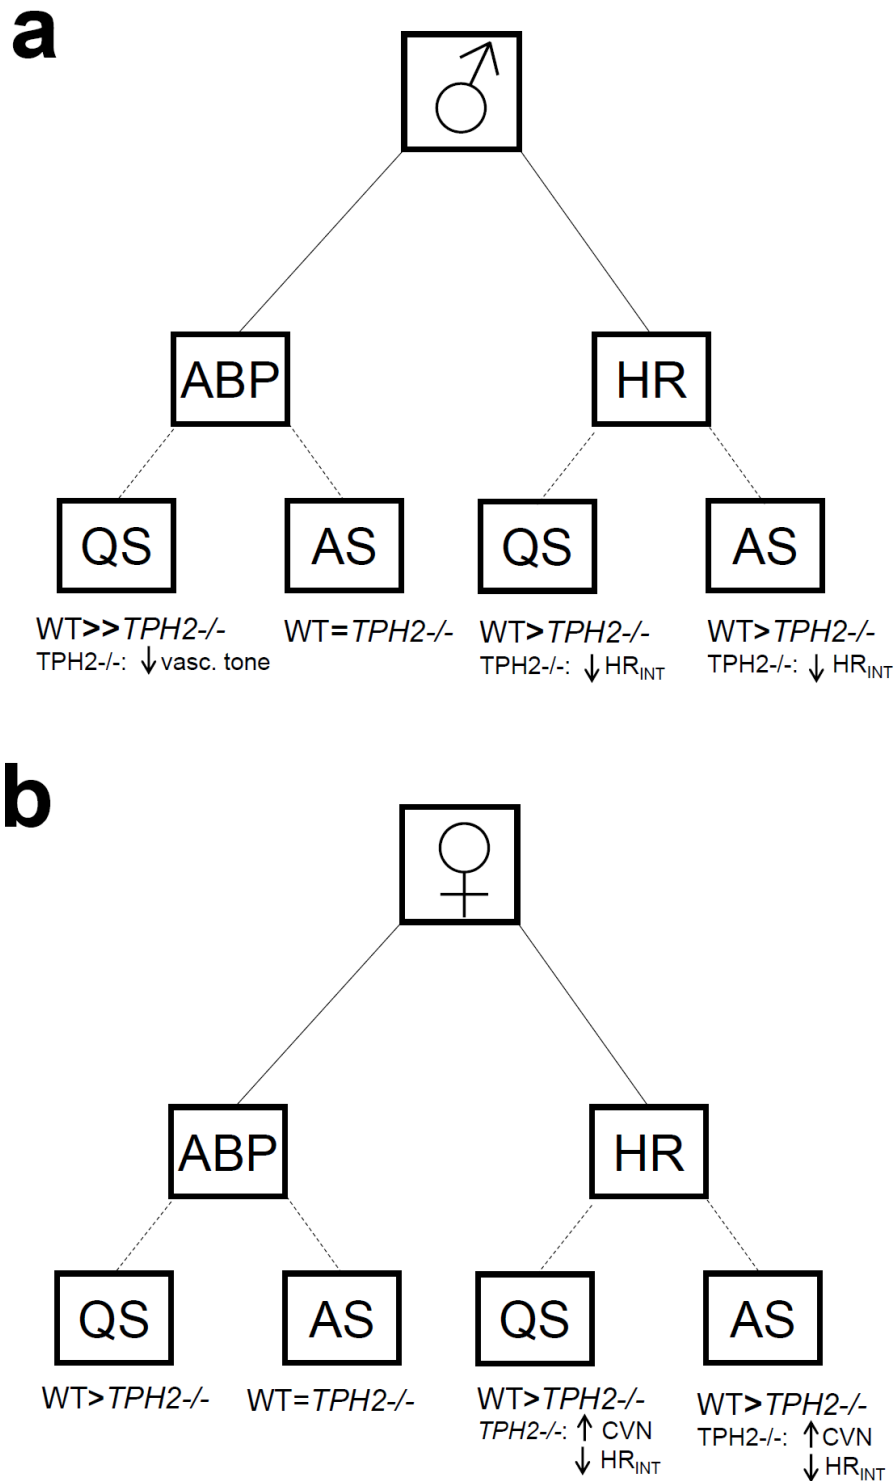 a
ABP
HR
QS
AS
QS
AS
WT>>TPH2-/-
TPH2-/-: ↓ vasc. tone
WT=TPH2-/-
WT>TPH2-/-
TPH2-/-: ↓ HRINT
WT>TPH2-/-
TPH2-/-: ↓ HRINT
b
ABP
HR
QS
AS
QS
AS
WT>TPH2-/-
WT=TPH2-/-
WT>TPH2-/-
TPH2-/-: ↑ CVN
↓ HRINT
WT>TPH2-/-
TPH2-/-: ↑ CVN
↓ HRINT